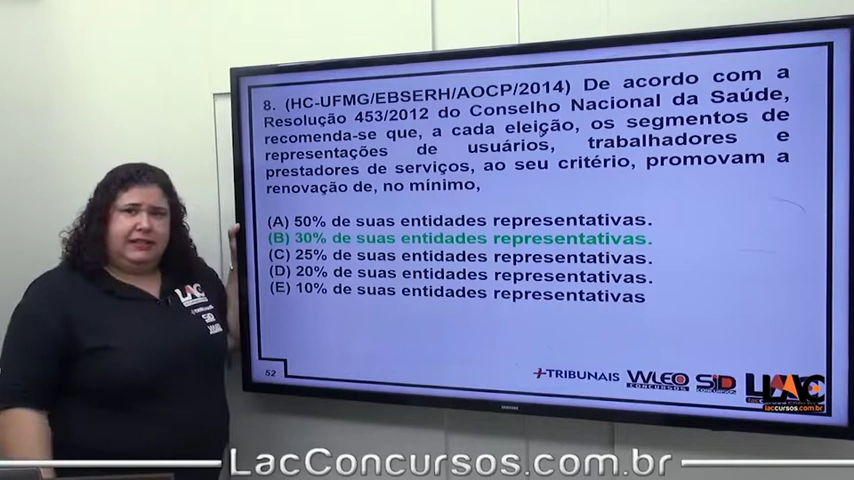 8. (HC-UFMG/EBSERH/AOCP/2014) De acordo com a
Resolução 453/2012 do Conselho Nacional da Saúde,
recomenda-se que, a cada eleição, os segmentos de
representações de usuários, trabalhadores e
prestadores de serviços, ao seu critério, promovam a
renovação de, no mínimo,
(A) 50% de suas entidades representativas.
(B) 30% de suas entidades representativas.
(C) 25% de suas entidades representativas.
(D) 20% de suas entidades representativas.
(E) 10% de suas entidades representativas
52
+TRIBUNAIS WLEO CONCURSOS SD LAC
laccursos.com.br
LAC
LacConcursos.com.br